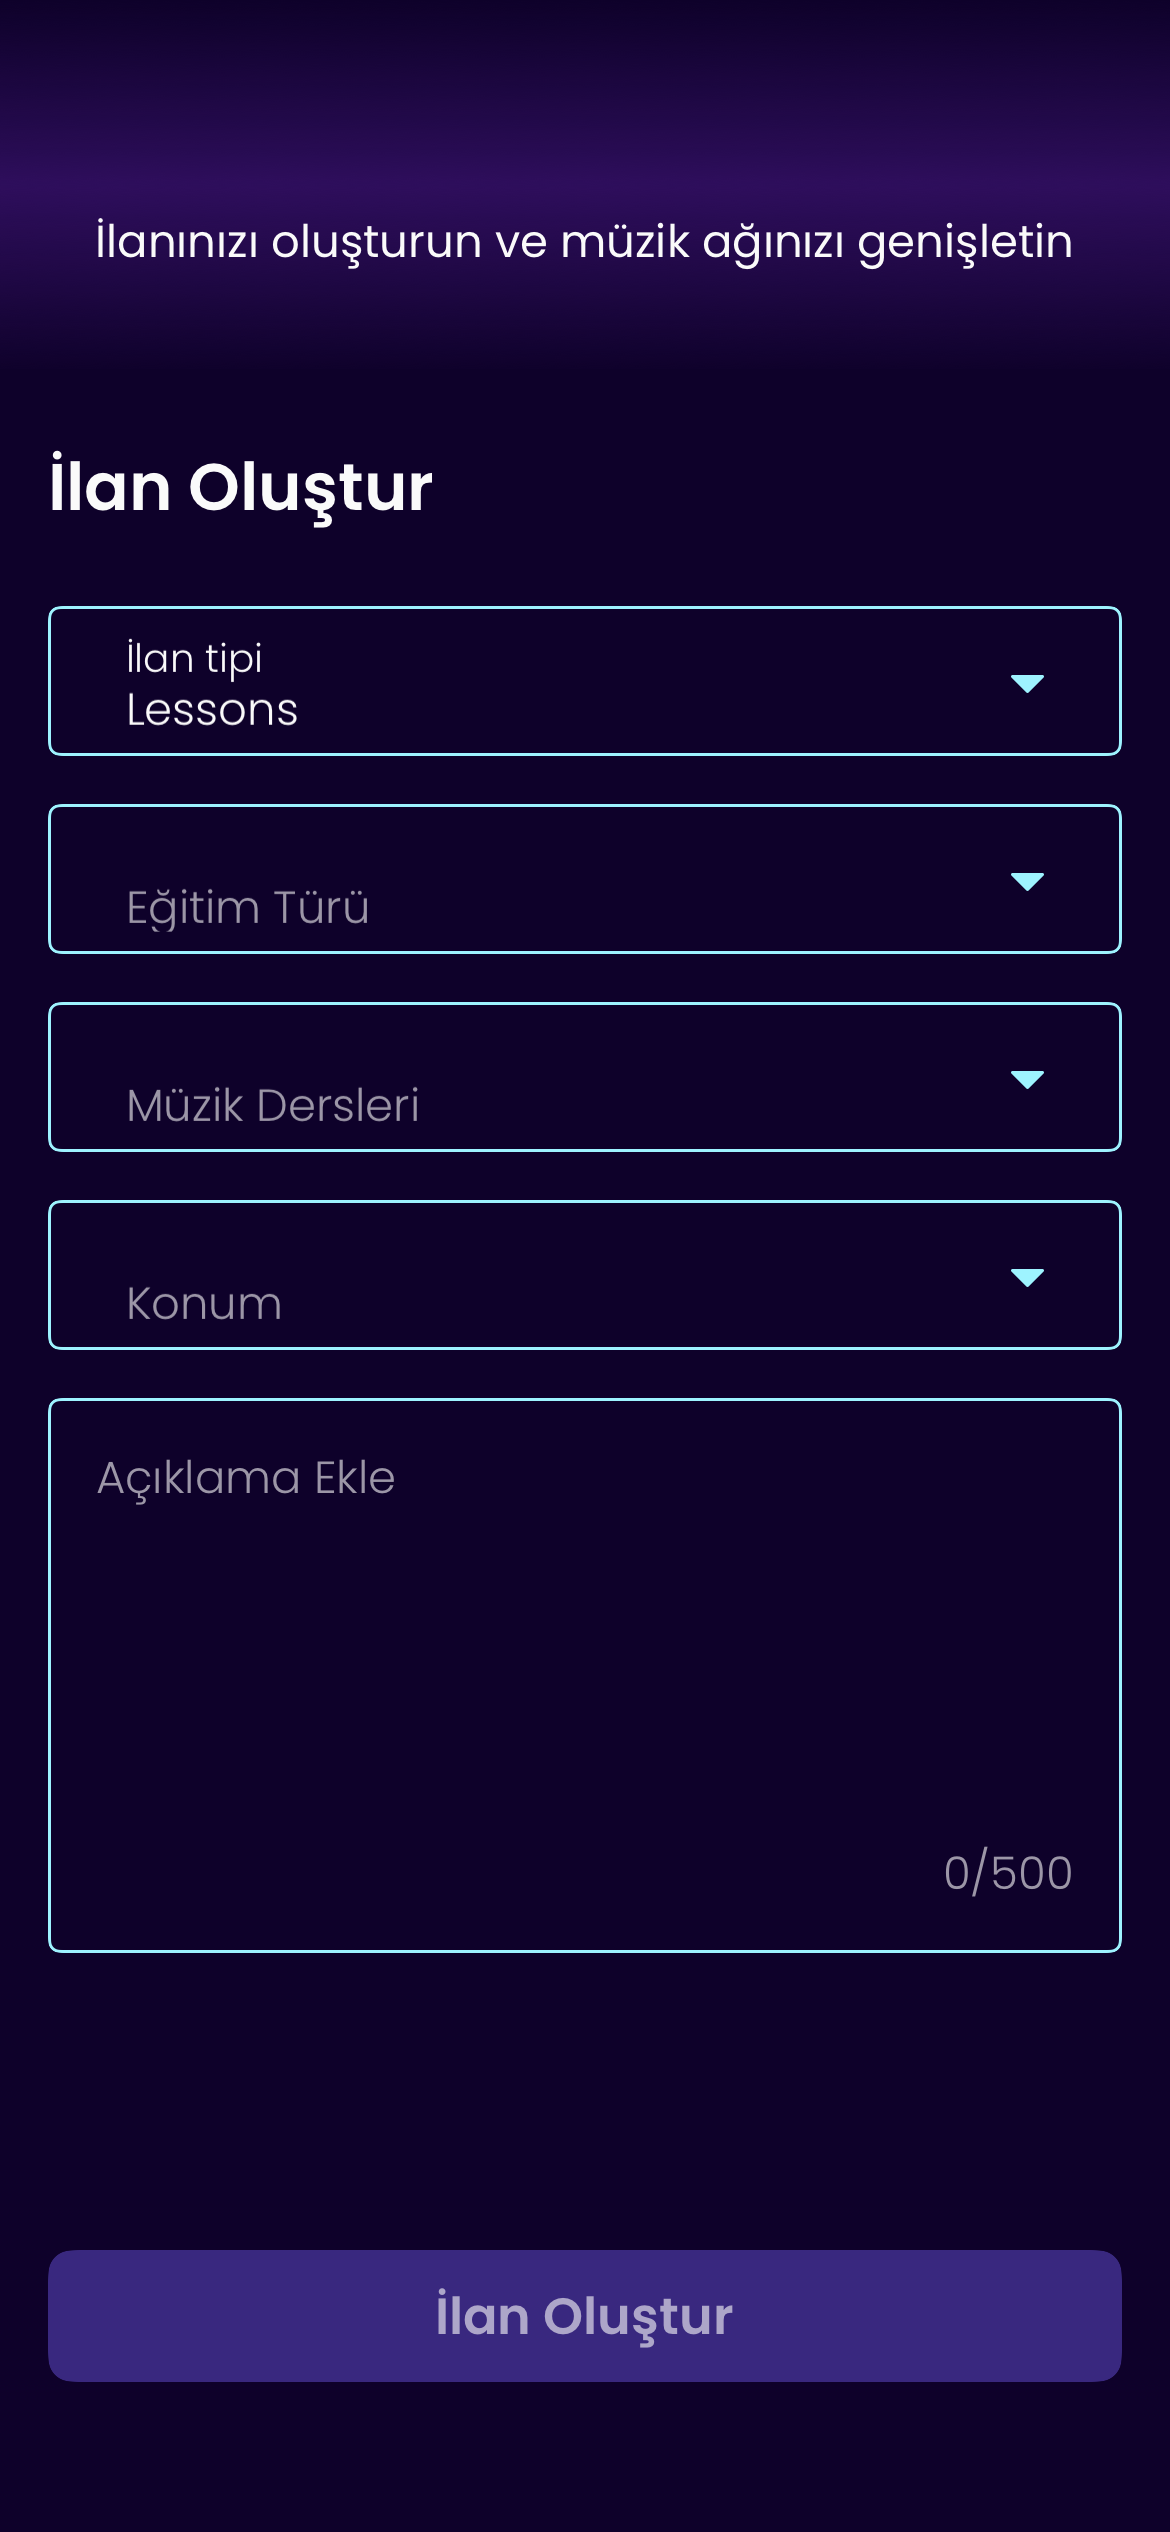 İlanınızı oluşturun ve müzik ağınızı genişletin
İlan Oluştur
İlan tipi
Lessons
Eğitim Türü
Müzik Dersleri
Konum
Açıklama Ekle
0/500
İlan Oluştur